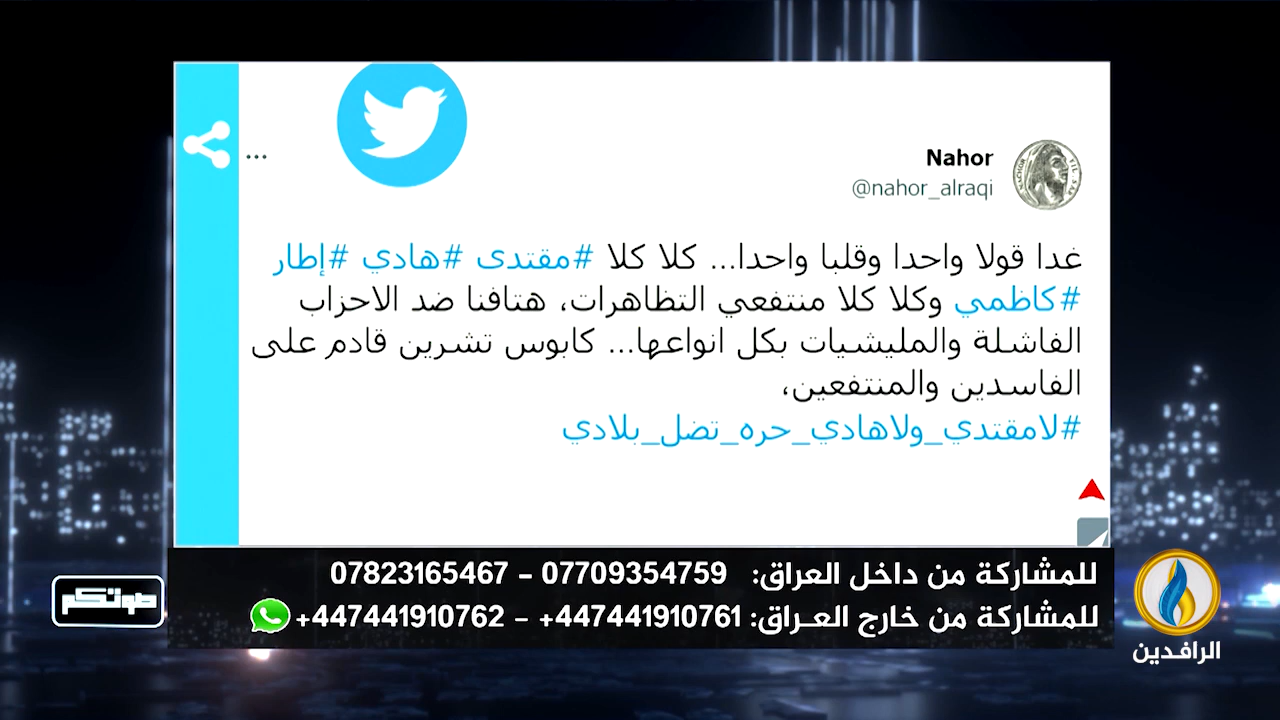 Nahor
@nahor_alraqi
...
غدا قولا واحدا وقلبا واحدا... كلا كلا #مقتدى #هادي #إطار
#كاظمي وكلا كلا منتفعي التظاهرات، هتافنا ضد الاحزاب
الفاشلة والمليشيات بكل انواعها... كابوس تشرين قادم على
الفاسدين والمنتفعين،
#لامقتدي_ولاهادي_حره_تضل_بلادي
للمشاركة من داخل العراق: 07709354759 - 07823165467
للمشاركة من خارج العـراق: 447441910761+ - 447441910762+
صوتكم
الرافدين